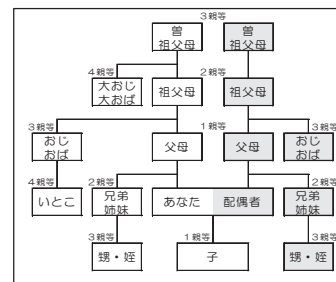 3親等
曽
祖父母
曽
祖父母
4親等
2親等
大おじ
大おば
祖父母
祖父母
3親等
1親等
3親等
おじ
おば
父母
父母
おじ
おば
4親等
2親等
2親等
いとこ
兄弟
姉妹
あなた
配偶者
兄弟
姉妹
3親等
1親等
3親等
甥・姪
子
甥・姪